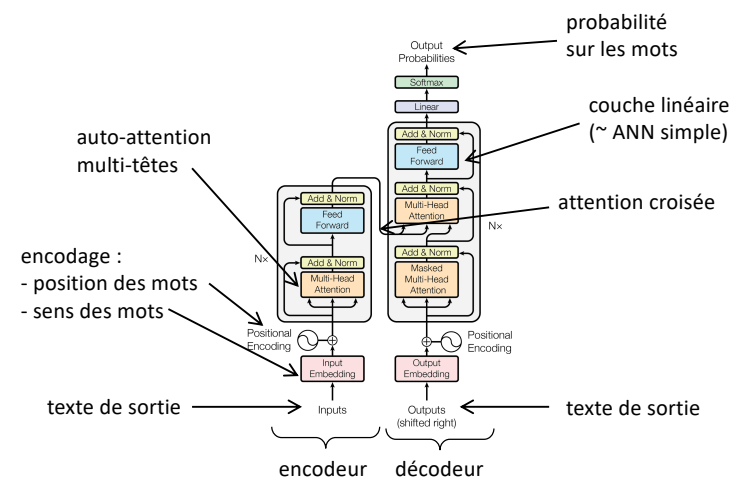 probabilité
sur les mots
Output
Probabilities
Softmax
Linear
couche linéaire
(~ ANN simple)
Add & Norm
Feed
Forward
auto-attention
multi-têtes
Add & Norm
Add & Norm
Multi-Head
Attention
attention croisée
Feed
Forward
N×
N×
Add & Norm
Add & Norm
Multi-Head
Attention
Masked
Multi-Head
Attention
encodage :
- position des mots
- sens des mots
Positional
Encoding
Positional
Encoding
Input
Embedding
Output
Embedding
texte de sortie
Inputs
Outputs
(shifted right)
texte de sortie
encodeur
décodeur